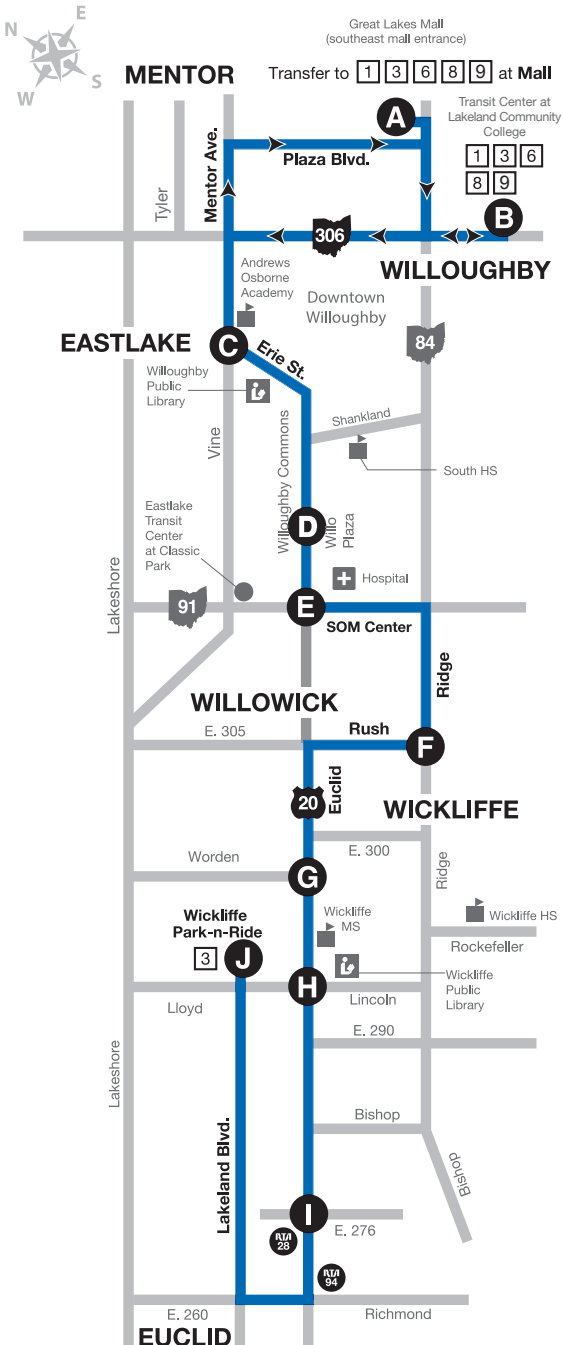 N
E
W
S
Great Lakes Mall
(southeast mall entrance)
MENTOR
Transfer to 1 3 6 8 9 at Mall
Transit Center at
Lakeland Community
College
1 3 6
8 9
A
Plaza Blvd.
Mentor Ave.
Tyler
B
306
WILLOUGHBY
Andrews
Osborne
Academy
Downtown
Willoughby
EASTLAKE
C
Erie St.
84
Willoughby
Public
Library
Shankland
Vine
Willoughby Commons
South HS
Eastlake
Transit
Center
at Classic
Park
D
Willo
Plaza
Hospital
Lakeshore
91
E
SOM Center
Ridge
WILLOWICK
E. 305
Rush
F
20
Euclid
WICKLIFFE
E. 300
Worden
G
Ridge
Wickliffe
MS
Wickliffe HS
Wickliffe
Park-n-Ride
3
J
Rockefeller
H
Wickliffe
Public
Library
Lloyd
Lincoln
E. 290
Lakeshore
Bishop
Bishop
Lakeland Blvd.
I
E. 276
RTA
28
RTA
94
E. 260
Richmond
EUCLID